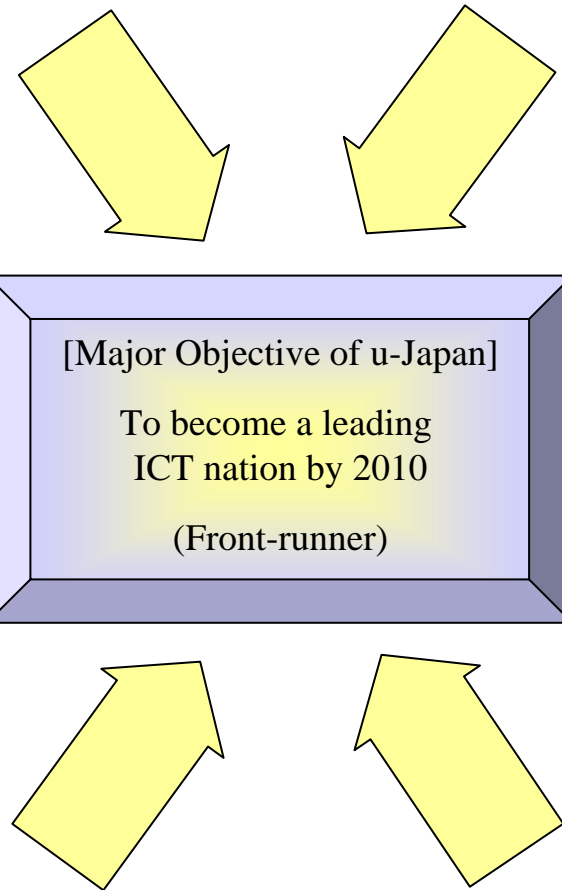 [Major Objective of u-Japan]
To become a leading
ICT nation by 2010
(Front-runner)